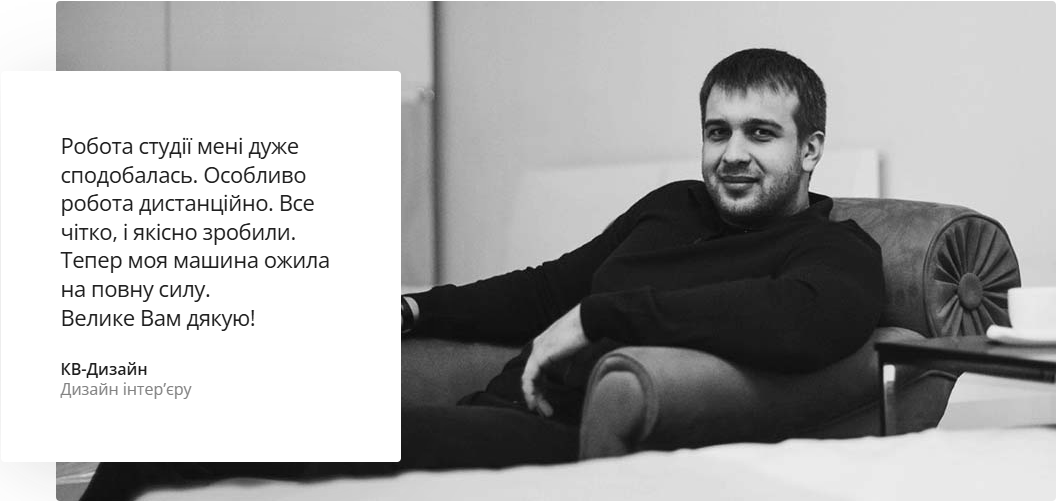 Робота студії мені дуже
сподобалась. Особливо
робота дистанційно. Все
чітко, і якісно зробили.
Тепер моя машина ожила
на повну силу.
Велике Вам дякую!
КВ-Дизайн
Дизайн інтер’єру